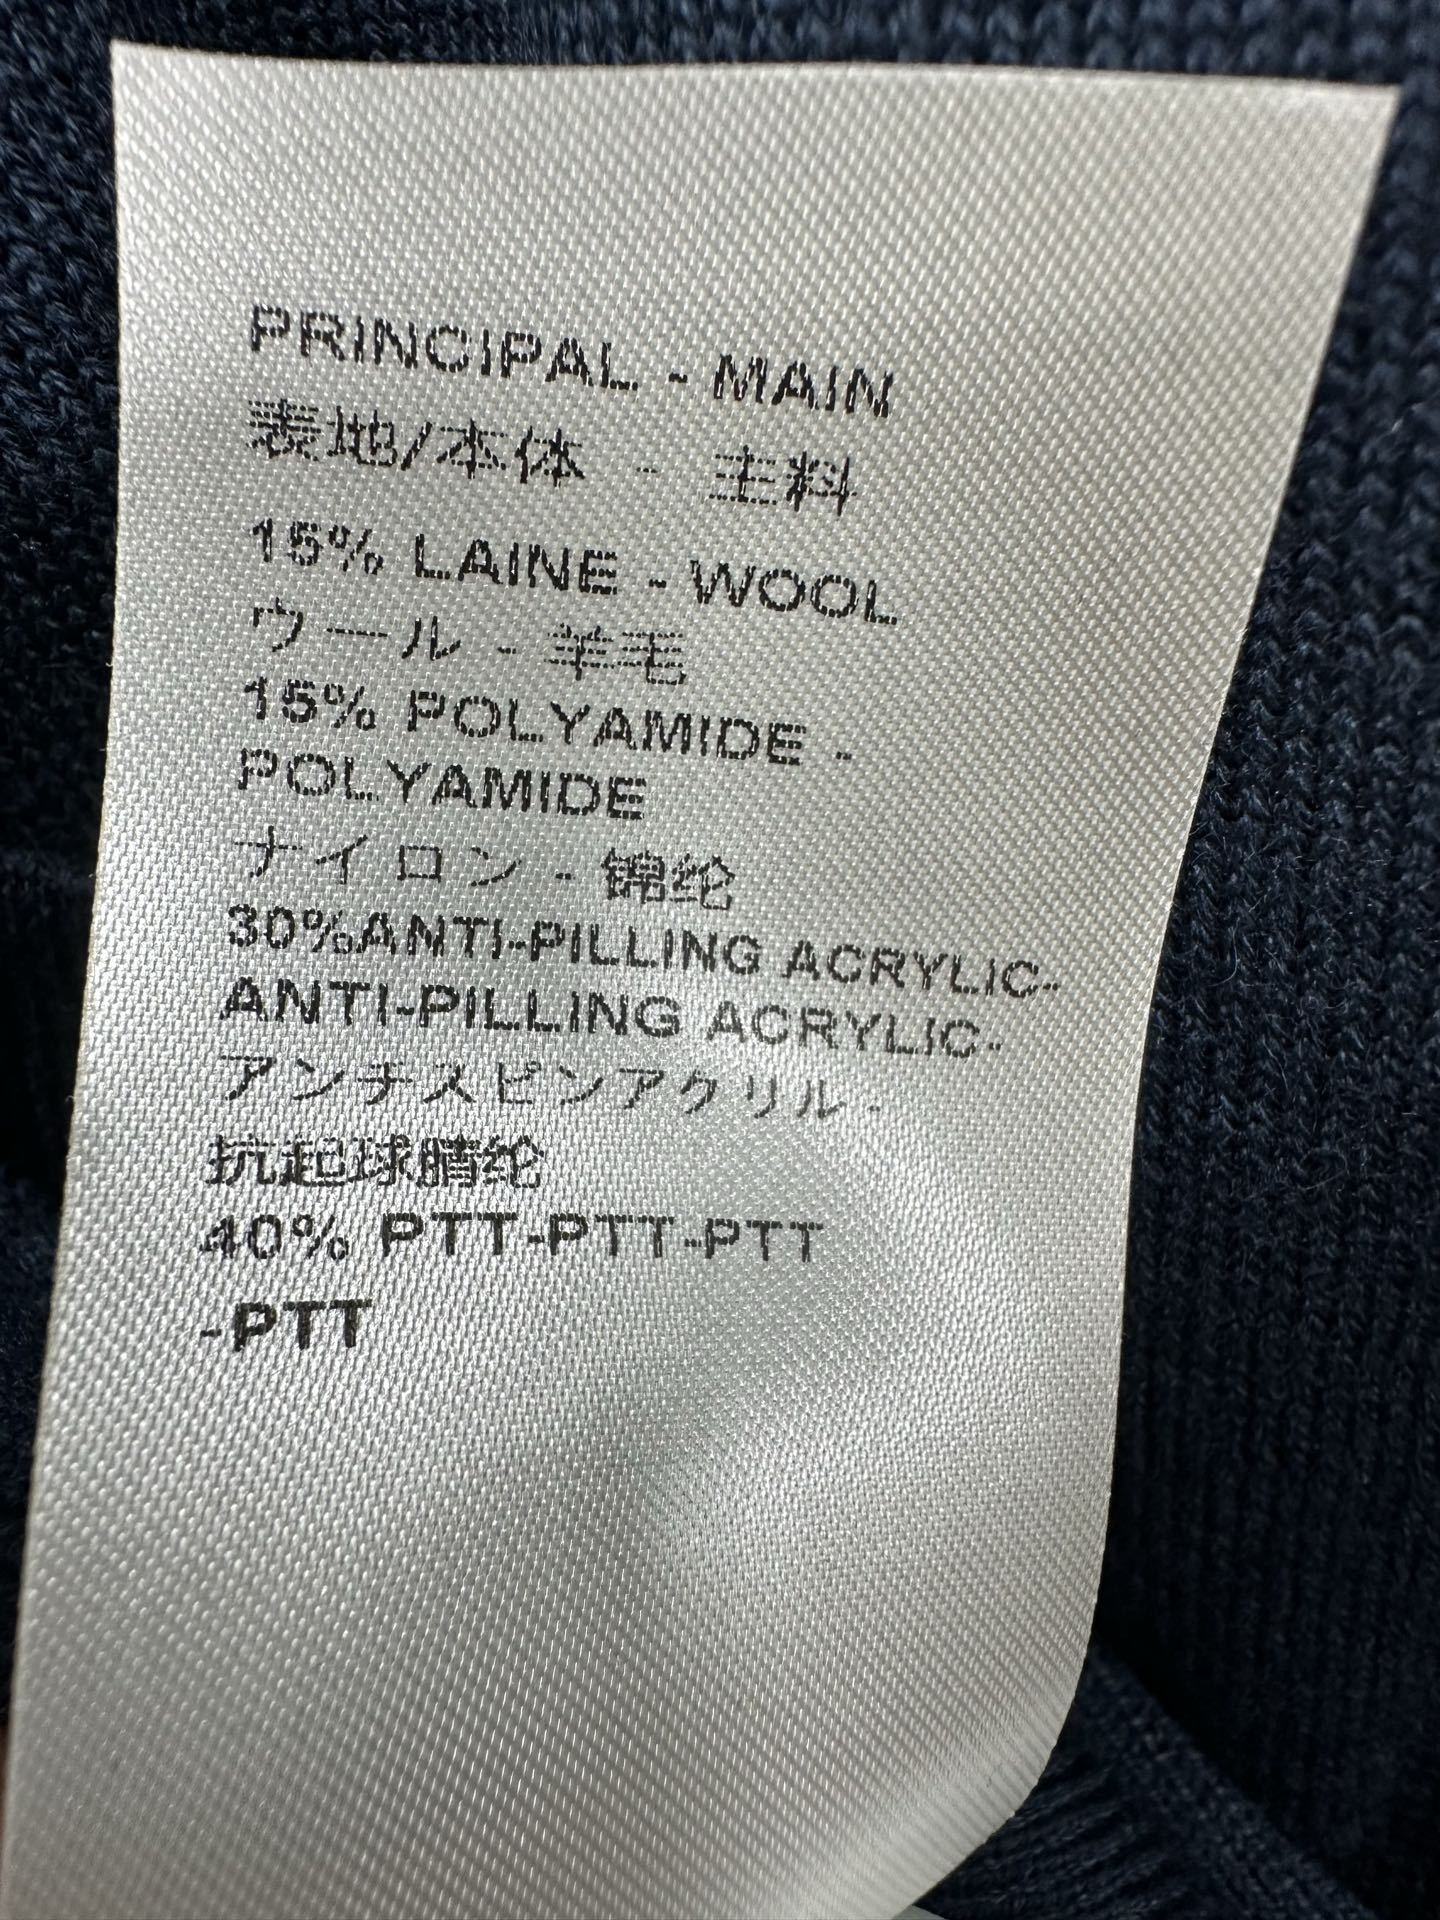 PRINCIPAL - MAIN
表地/本体 - 主料
15% LAINE - WOOL
ウール - 羊毛
15% POLYAMIDE -
POLYAMIDE
ナイロン - 锦纶
30%ANTI-PILLING ACRYLIC-
ANTI-PILLING ACRYLIC-
アンチスピンアクリル -
抗起球腈纶
40% PTT-PTT-PTT
-PTT